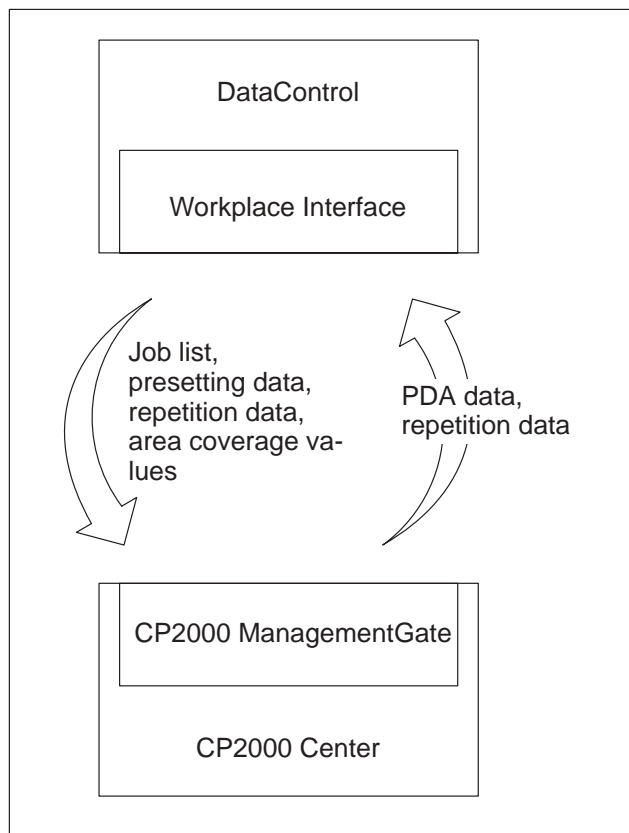 DataControl
Workplace Interface
Job list,
presetting data,
repetition data,
area coverage va-
lues
PDA data,
repetition data
CP2000 ManagementGate
CP2000 Center